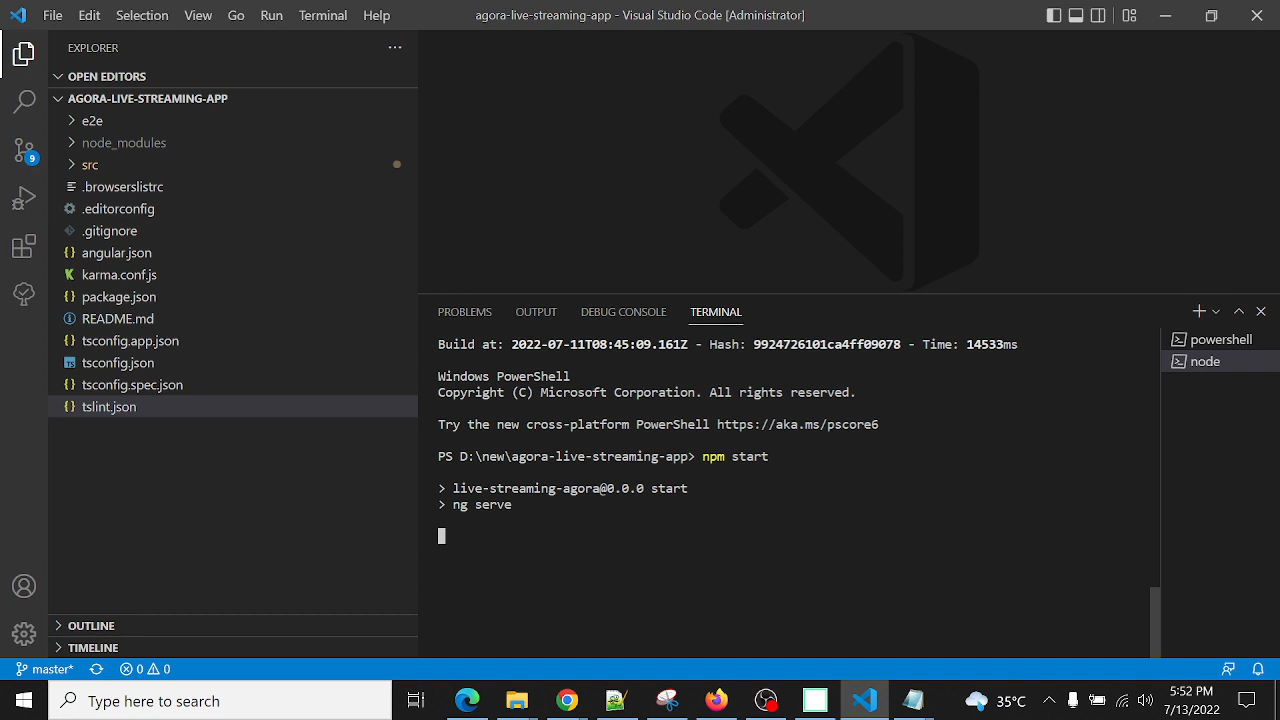 File Edit Selection View Go Run Terminal Help
agora-live-streaming-app - Visual Studio Code [Administrator]
EXPLORER
OPEN EDITORS
AGORA-LIVE-STREAMING-APP
e2e
node_modules
src
.browserslistrc
.editorconfig
.gitignore
angular.json
karma.conf.js
package.json
README.md
tsconfig.app.json
tsconfig.json
tsconfig.spec.json
tslint.json
9
OUTLINE
TIMELINE
PROBLEMS OUTPUT DEBUG CONSOLE TERMINAL
Build at: 2022-07-11T08:45:09.161Z - Hash: 9924726101ca4ff09078 - Time: 14533ms
Windows PowerShell
Copyright (C) Microsoft Corporation. All rights reserved.
Try the new cross-platform PowerShell https://aka.ms/pscore6
PS D:\new\agora-live-streaming-app> npm start
> live-streaming-agora@0.0.0 start
> ng serve
powershell
node
master* 0 0
Type here to search
35°C
5:52 PM
7/13/2022